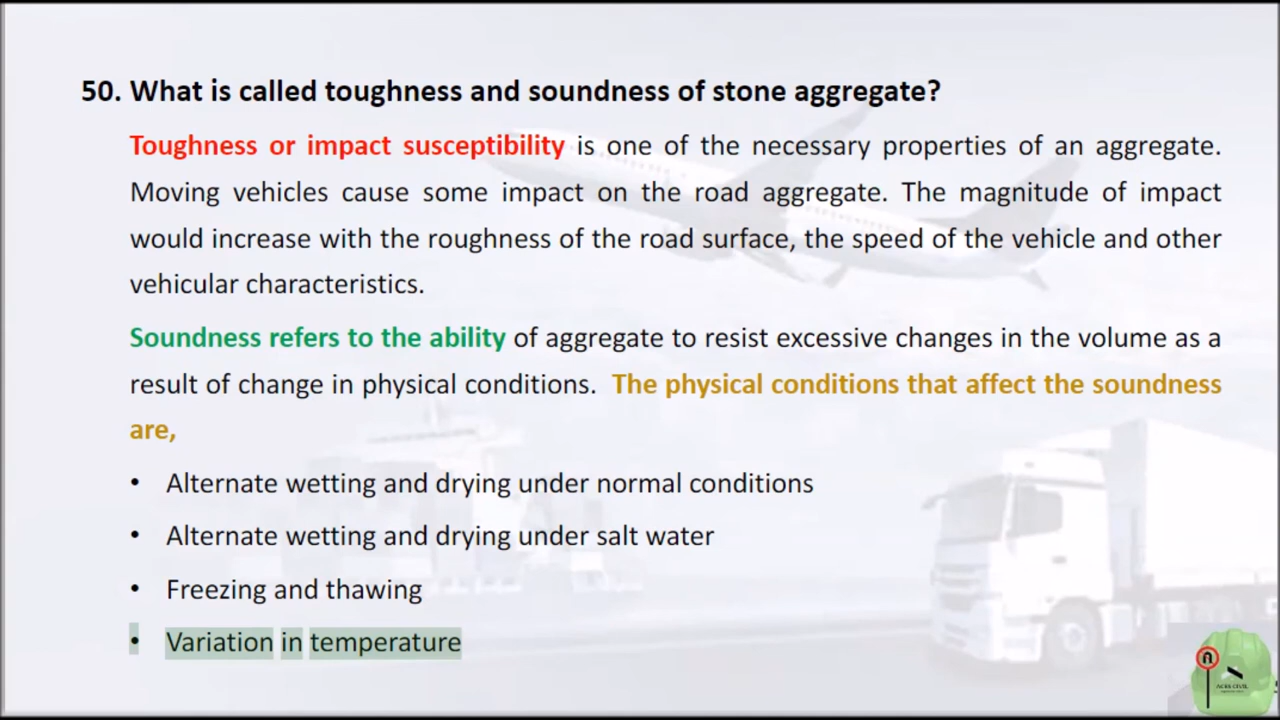 50. What is called toughness and soundness of stone aggregate?
Toughness or impact susceptibility is one of the necessary properties of an aggregate.
Moving vehicles cause some impact on the road aggregate. The magnitude of impact
would increase with the roughness of the road surface, the speed of the vehicle and other
vehicular characteristics.
Soundness refers to the ability of aggregate to resist excessive changes in the volume as a
result of change in physical conditions. The physical conditions that affect the soundness
are,
• Alternate wetting and drying under normal conditions
• Alternate wetting and drying under salt water
• Freezing and thawing
• Variation in temperature